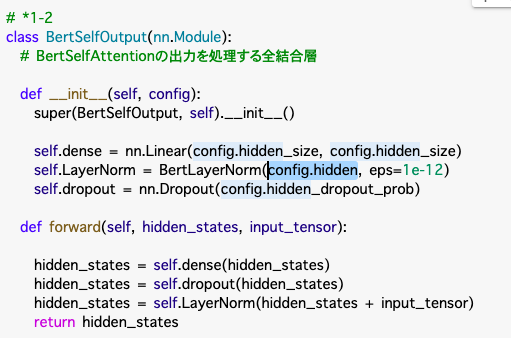 # *1-2
class BertSelfOutput(nn.Module):
  # BertSelfAttentionの出力を処理する全結合層

  def __init__(self, config):
    super(BertSelfOutput, self).__init__()

    self.dense = nn.Linear(config.hidden_size, config.hidden_size)
    self.LayerNorm = BertLayerNorm(config.hidden, eps=1e-12)
    self.dropout = nn.Dropout(config.hidden_dropout_prob)

  def forward(self, hidden_states, input_tensor):

    hidden_states = self.dense(hidden_states)
    hidden_states = self.dropout(hidden_states)
    hidden_states = self.LayerNorm(hidden_states + input_tensor)
    return hidden_states